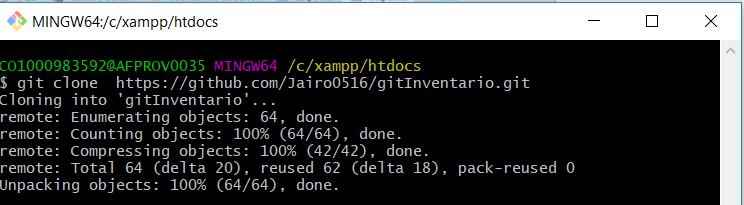 MINGW64:/c/xampp/htdocs
CO1000983592@AFPROV0035 MINGW64 /c/xampp/htdocs
$ git clone  https://github.com/Jairo0516/gitInventario.git
Cloning into 'gitInventario'...
remote: Enumerating objects: 64, done.
remote: Counting objects: 100% (64/64), done.
remote: Compressing objects: 100% (42/42), done.
remote: Total 64 (delta 20), reused 62 (delta 18), pack-reused 0
Unpacking objects: 100% (64/64), done.